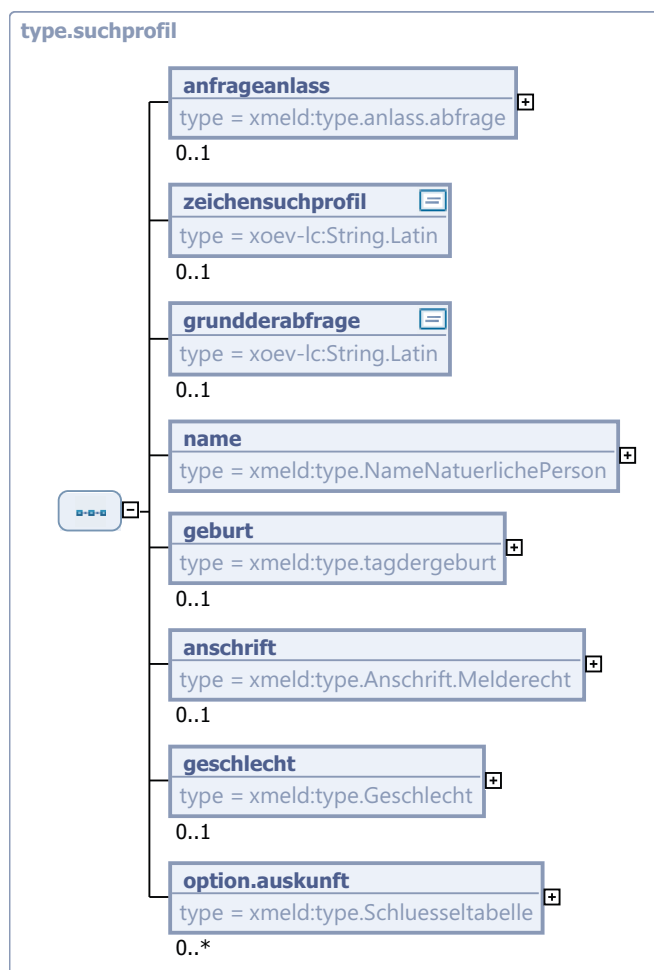 type.suchprofil
anfrageanlass
type = xmeld:type.anlass.abfrage
0..1
zeichensuchprofil
type = xoev-lc:String.Latin
0..1
grundderabfrage
type = xoev-lc:String.Latin
0..1
name
type = xmeld:type.NameNatuerlichePerson
geburt
type = xmeld:type.tagdergeburt
0..1
anschrift
type = xmeld:type.Anschrift.Melderecht
0..1
geschlecht
type = xmeld:type.Geschlecht
0..1
option.auskunft
type = xmeld:type.Schluesseltabelle
0..*